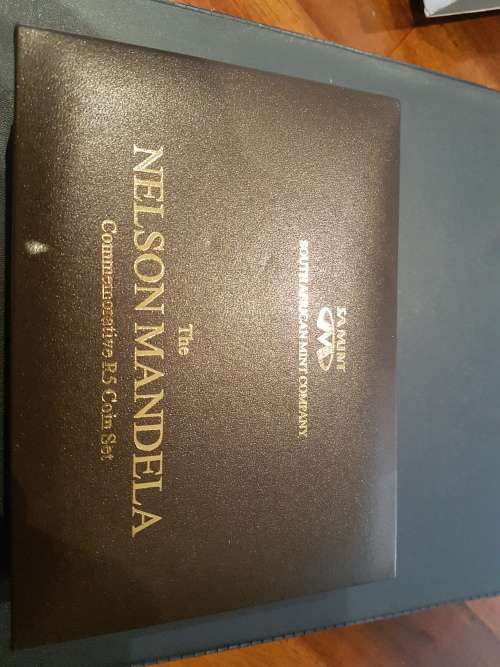 SA MINT
SOUTH AFRICAN MINT COMPANY
The
NELSON MANDELA
Commemorative R5 Coin Set